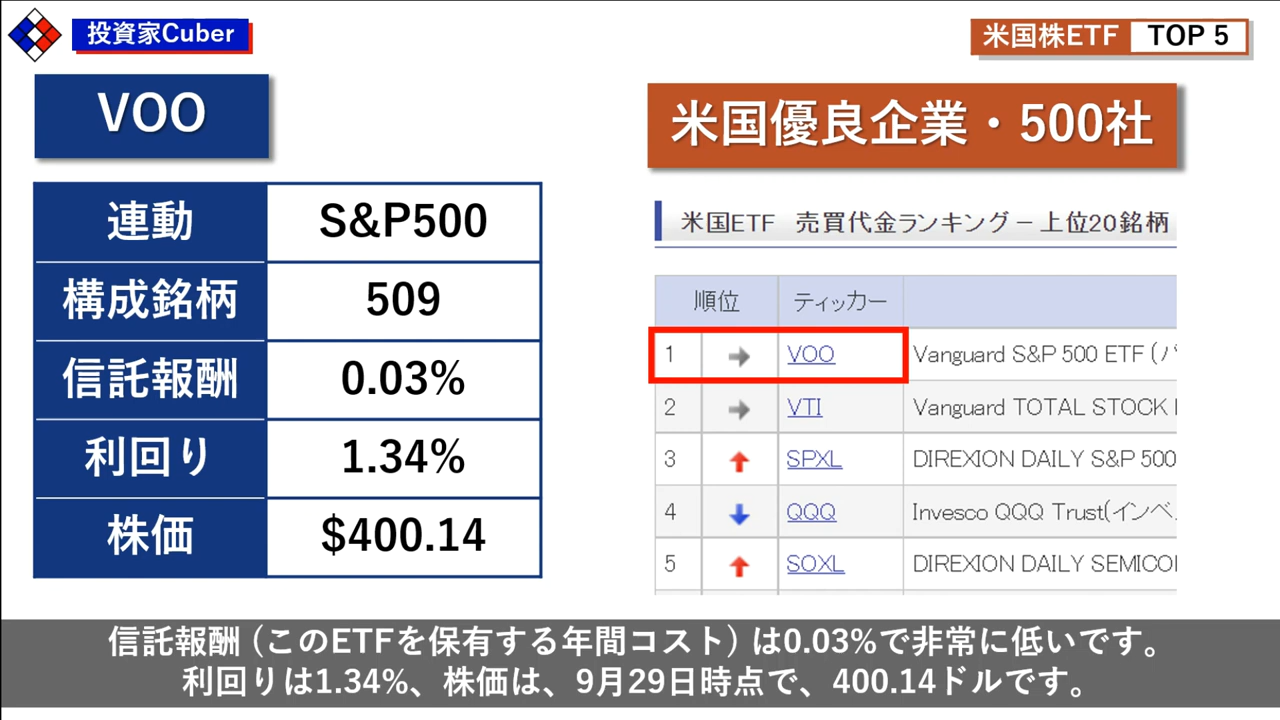 投資家Cuber
米国株ETF TOP 5
VOO
連動 S&P500
構成銘柄 509
信託報酬 0.03%
利回り 1.34%
株価 $400.14
米国優良企業・500社
米国ETF 売買代金ランキング－上位20銘柄
順位 ティッカー
1 VOO Vanguard S&P 500 ETF（バ
2 VTI Vanguard TOTAL STOCK
3 SPXL DIREXION DAILY S&P 500
4 QQQ Invesco QQQ Trust(インベ
5 SOXL DIREXION DAILY SEMICO
信託報酬（このETFを保有する年間コスト）は0.03%で非常に低いです。
利回りは1.34%、株価は、9月29日時点で、400.14ドルです。